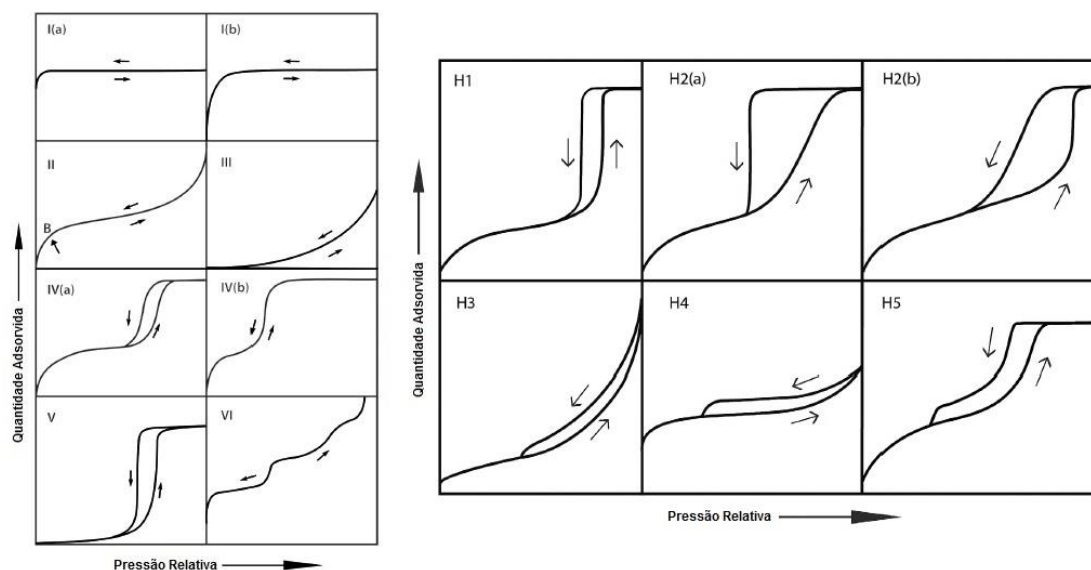 I(a)
I(b)
II
III
B
IV(a)
IV(b)
V
VI
Quantidade Adsorvida
Pressão Relativa
H1
H2(a)
H2(b)
H3
H4
H5
Quantidade Adsorvida
Pressão Relativa